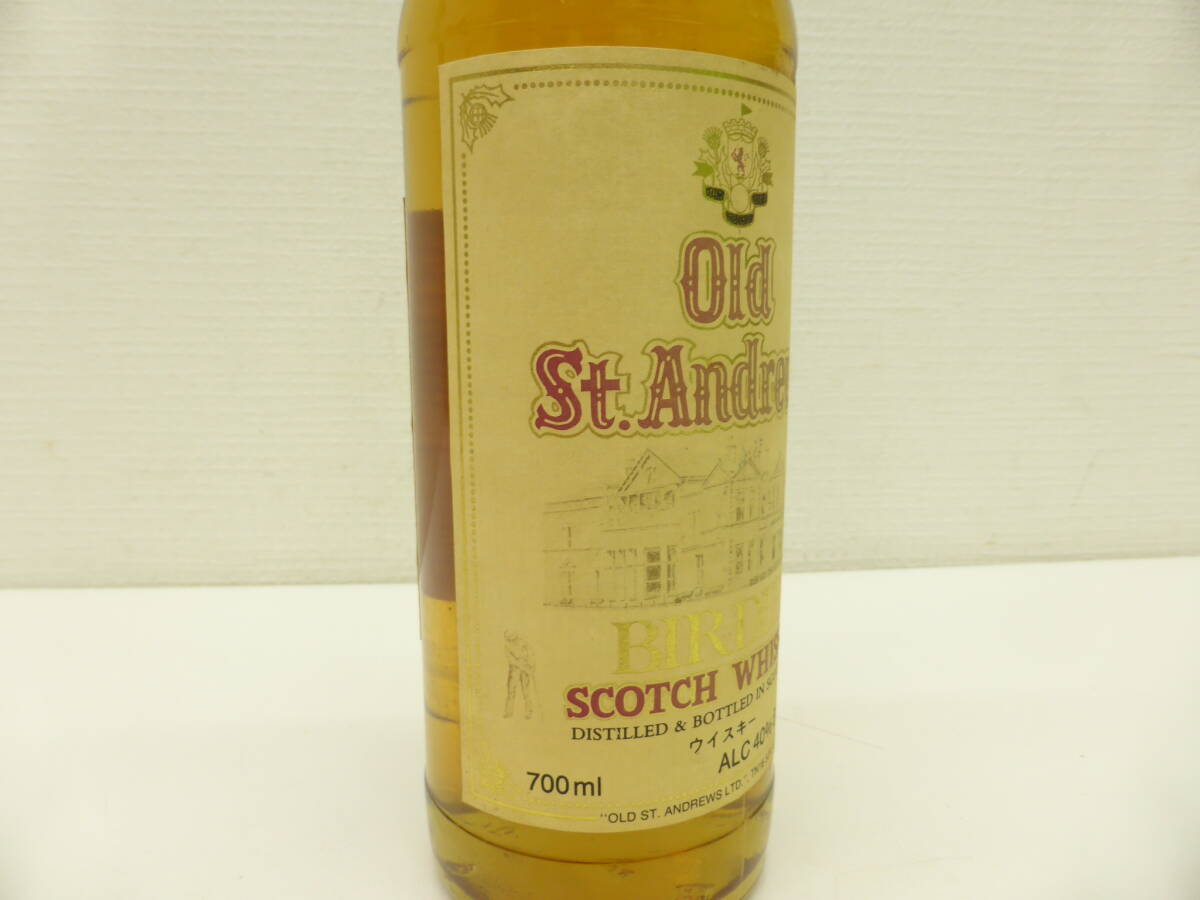 Old
St. Andre
BIRD
SCOTCH WHIS
DISTILLED & BOTTLED IN S
ウイスキー
700ml ALC 40%
"OLD ST. ANDREWS LTD."